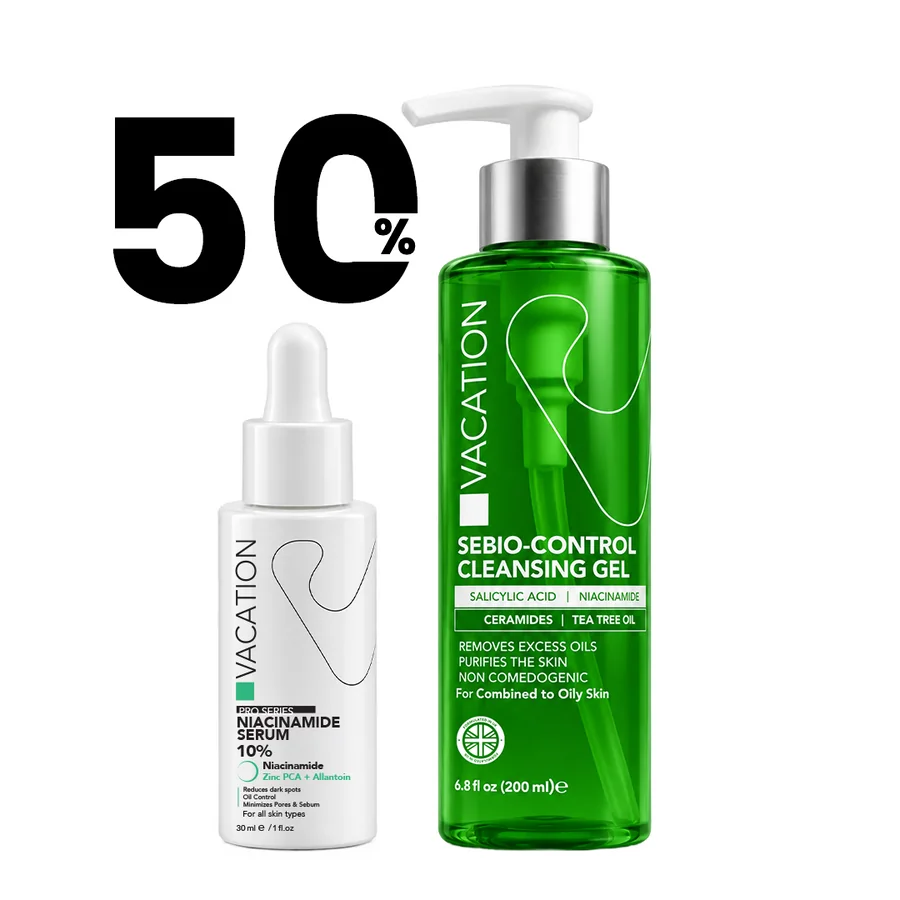 50%
VACATION
PRO SERIES
NIACINAMIDE
SERUM
10%
Niacinamide
Zinc PCA + Allantoin
Reduces dark spots
Oil Control
Minimizes Pores & Sebum
For all skin types
30 ml e / 1 fl.oz
VACATION
SEBIO-CONTROL
CLEANSING GEL
SALICYLIC ACID | NIACINAMIDE
CERAMIDES | TEA TREE OIL
REMOVES EXCESS OILS
PURIFIES THE SKIN
NON COMEDOGENIC
For Combined to Oily Skin
6.8 fl oz (200 ml) e